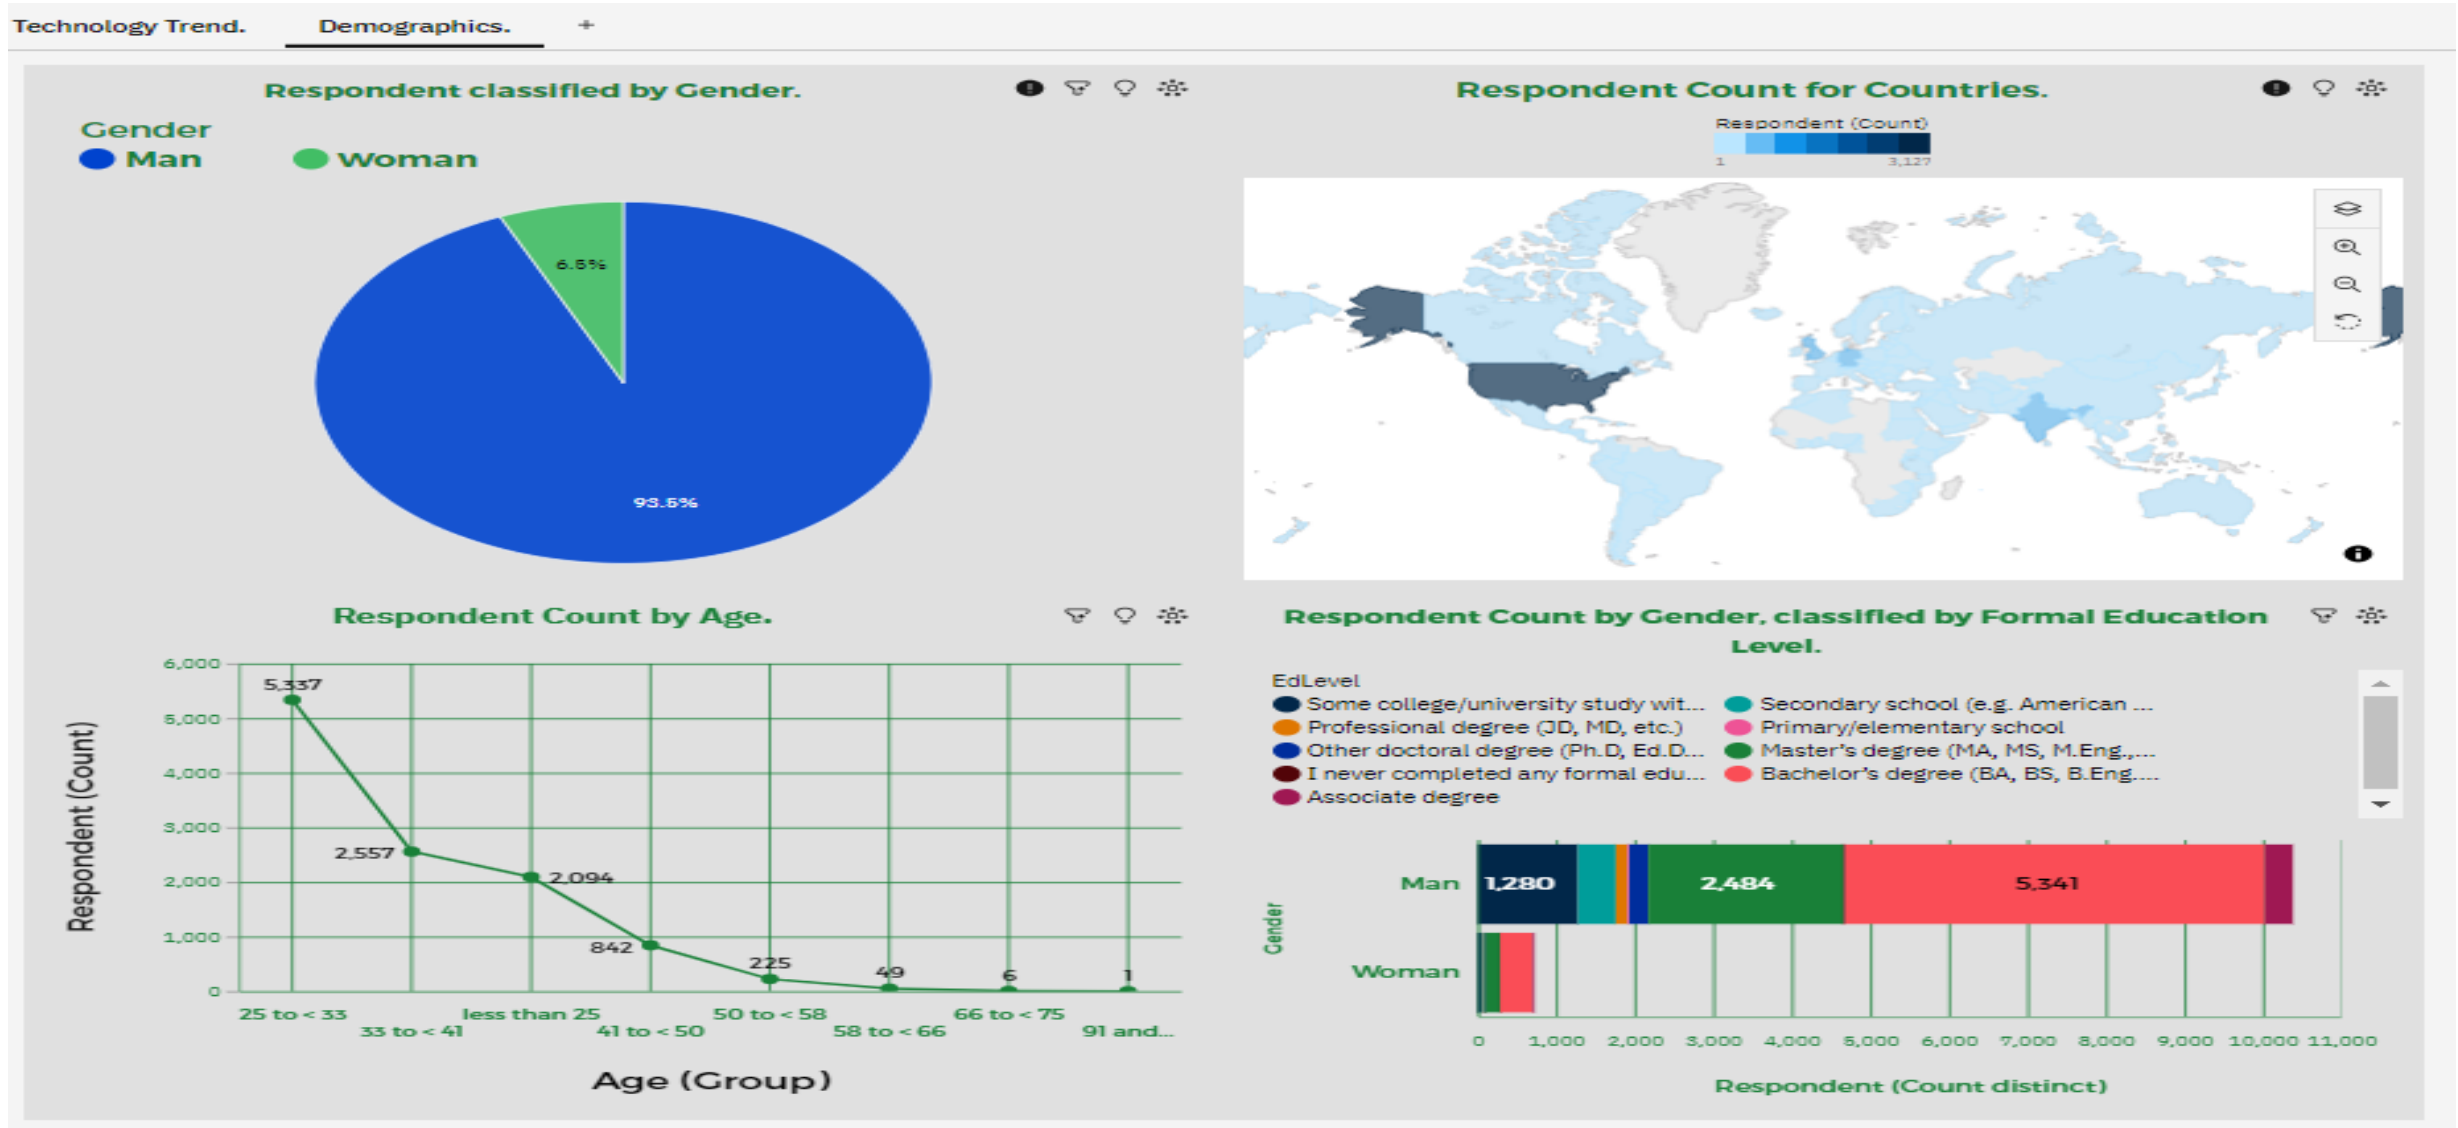 Technology Trend. Demographics. +
Respondent classified by Gender.
Gender
Man Woman
6.5%
93.5%
Respondent Count for Countries.
Respondent (Count)
1 3,127
Respondent Count by Age.
Respondent (Count)
6,000
5,000
4,000
3,000
2,000
1,000
0
5,337
2,557
2,094
842
225
49
6
1
25 to < 33
33 to < 41
less than 25
41 to < 50
50 to < 58
58 to < 66
66 to < 75
91 and...
Age (Group)
Respondent Count by Gender, classified by Formal Education
Level.
EdLevel
Some college/university study wit... Secondary school (e.g. American ...
Professional degree (JD, MD, etc.) Primary/elementary school
Other doctoral degree (Ph.D, Ed.D... Master's degree (MA, MS, M.Eng.,...
I never completed any formal edu... Bachelor's degree (BA, BS, B.Eng....
Associate degree
Gender
Man 1,280 2,484 5,341
Woman
0 1,000 2,000 3,000 4,000 5,000 6,000 7,000 8,000 9,000 10,000 11,000
Respondent (Count distinct)